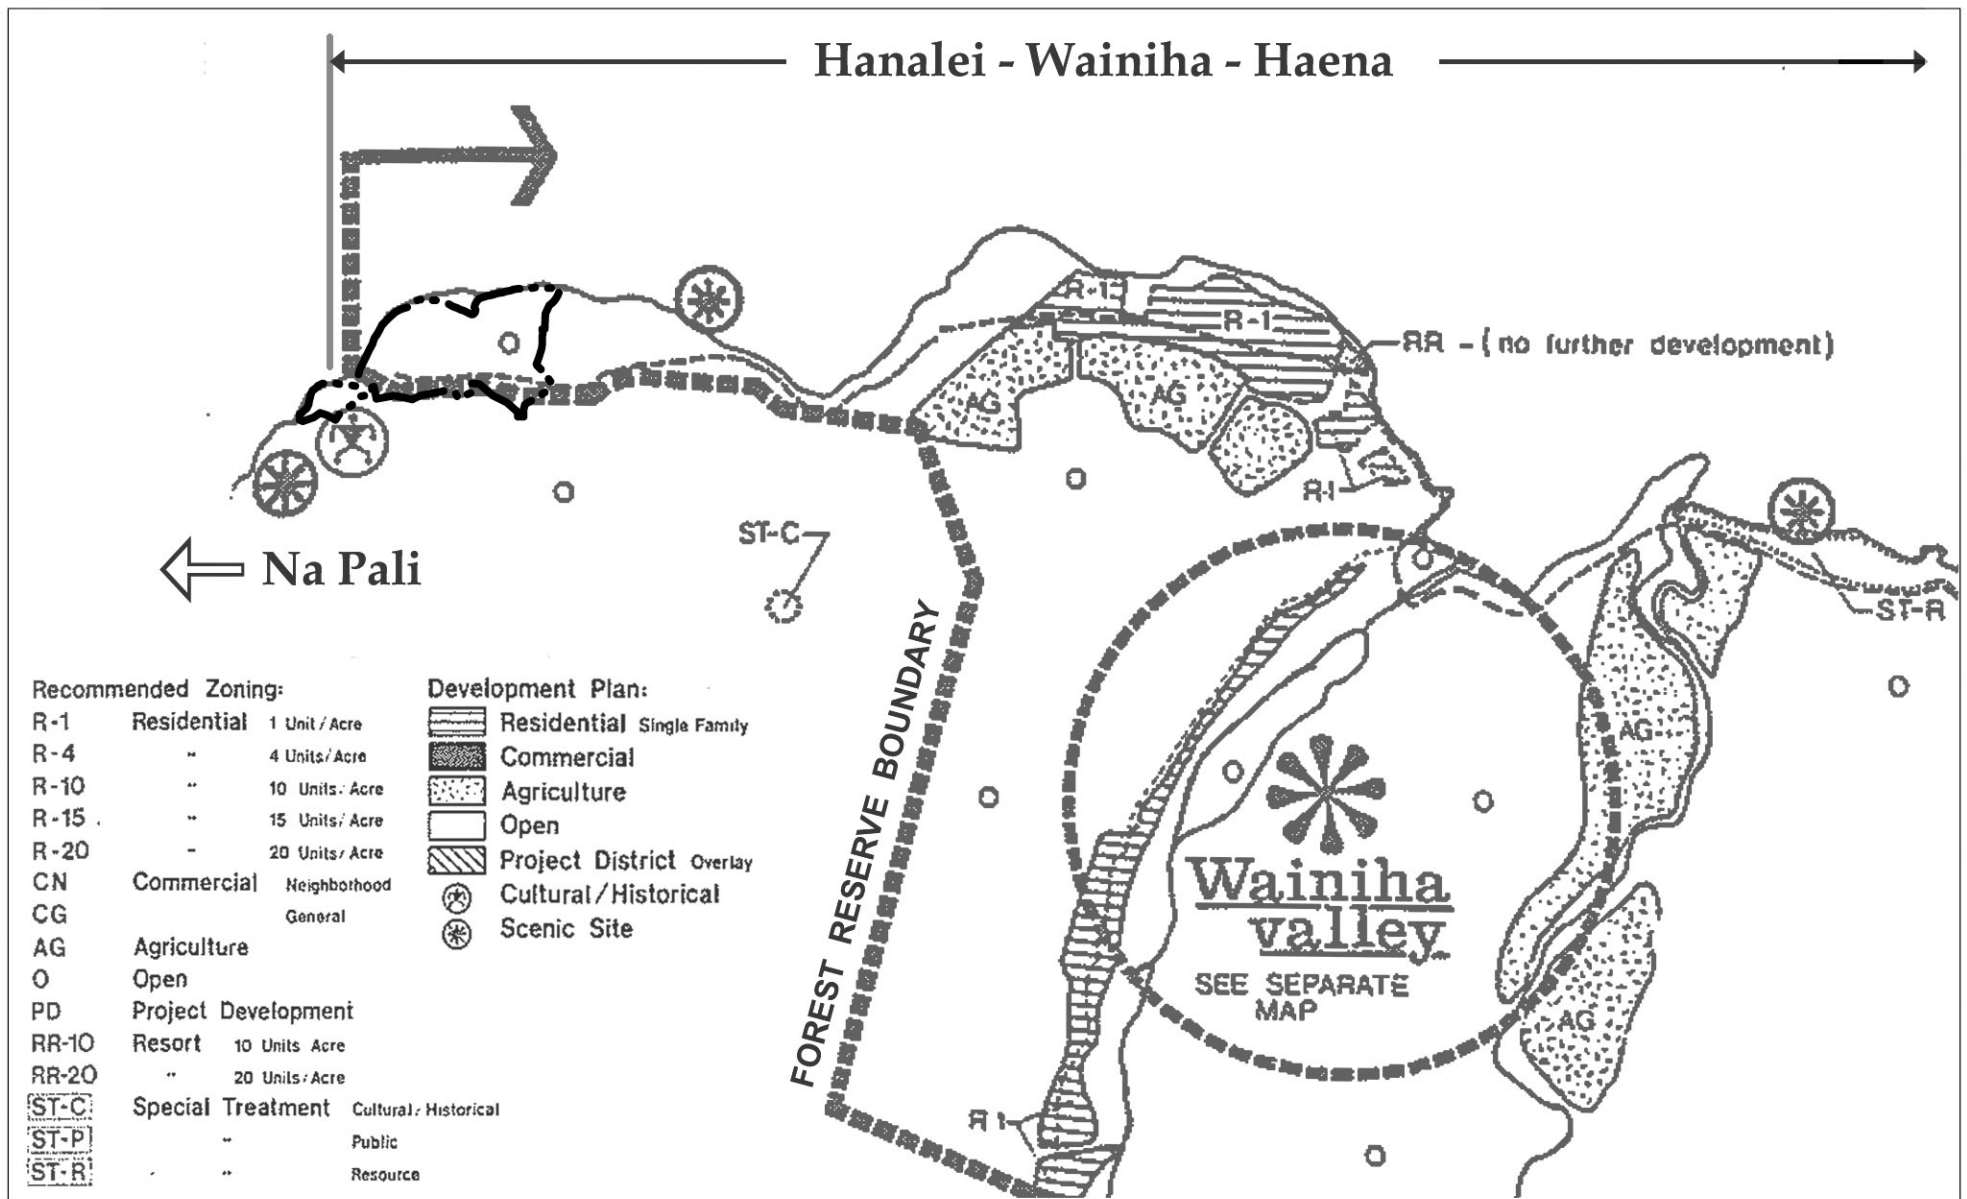 Hanalei - Wainiha - Haena
R-1
R-1
RR - (no further development)
AG
AG
O
R-1
O
O
ST-C
Na Pali
O
ST-R
FOREST RESERVE BOUNDARY
O
AG
O
O
O
Wainiha
valley
SEE SEPARATE
MAP
AG
R 1
O
Recommended Zoning:
R-1 Residential 1 Unit/Acre
R-4 " 4 Units/Acre
R-10 " 10 Units/Acre
R-15 " 15 Units/Acre
R-20 " 20 Units/Acre
CN Commercial Neighborhood
CG General
AG Agriculture
O Open
PD Project Development
RR-10 Resort 10 Units Acre
RR-20 " 20 Units/Acre
ST-C Special Treatment Cultural/Historical
ST-P " Public
ST-R " Resource
Development Plan:
Residential Single Family
Commercial
Agriculture
Open
Project District Overlay
Cultural/Historical
Scenic Site
O
O